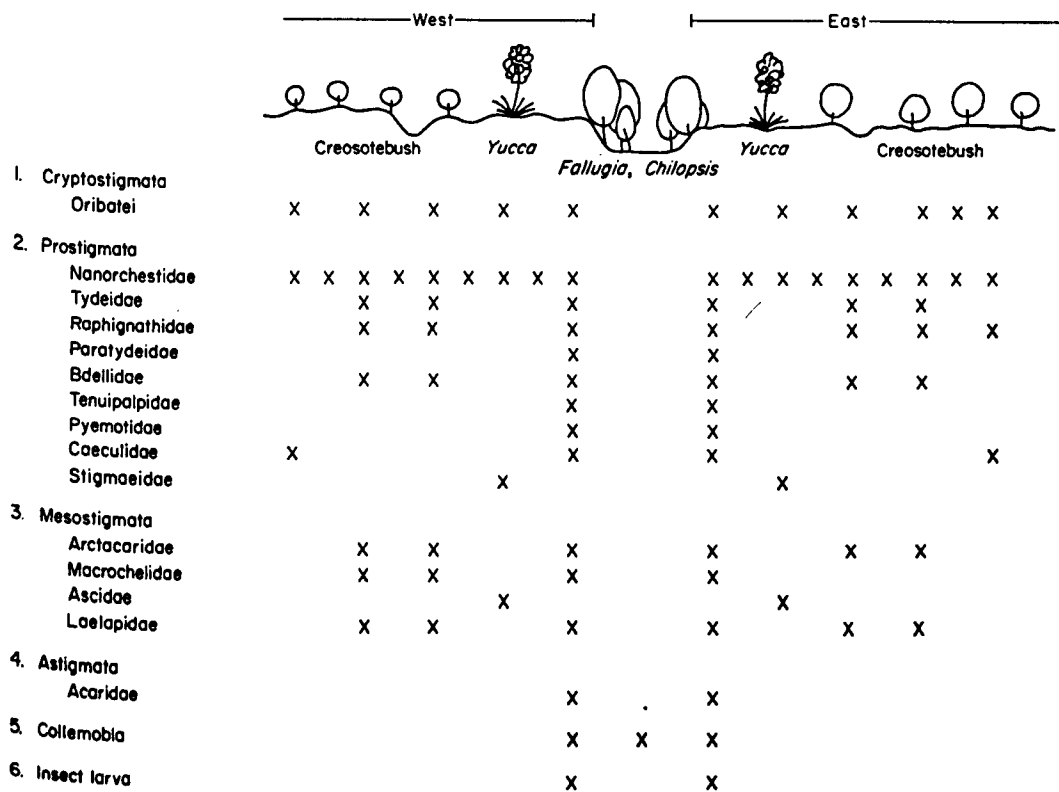 West East
Creosotebush Yucca Fallugia, Chilopsis Yucca Creosotebush
1. Cryptostigmata
Oribatei X X X X X X X X X X X
2. Prostigmata
Nanorchestidae X X X X X X X X X X X X X X X X X X
Tydeidae X X X X X X
Raphignathidae X X X X X X X
Paratydeidae X X
Bdellidae X X X X X X
Tenuipalpidae X X
Pyemotidae X X
Caeculidae X X X X
Stigmaeidae X X
3. Mesostigmata
Arctacaridae X X X X X X
Macrochelidae X X X X
Ascidae X X
Laelapidae X X X X X X
4. Astigmata
Acaridae X X
5. Collembla X X X
6. Insect larva X X